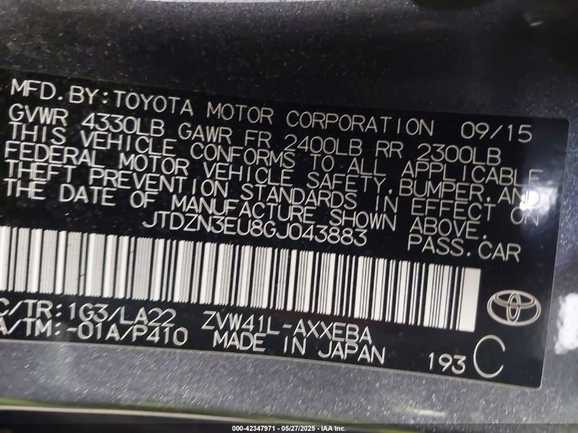 MFD. BY: TOYOTA MOTOR CORPORATION 09/15
GVWR 4330LB GAWR FR 2400LB RR 2300LB
THIS VEHICLE CONFORMS TO ALL APPLICABLE
FEDERAL MOTOR VEHICLE SAFETY, BUMPER, AND
THEFT PREVENTION STANDARDS IN EFFECT ON
THE DATE OF MANUFACTURE SHOWN ABOVE.
JTDZN3EU8GJ043883 PASS. CAR
C/TR: 1G3/LA22 ZVW41L-AXXEBA
A/TM: -01A/P410 MADE IN JAPAN 193 C
000-42347971 | 05/27/2025 | IAA Inc.